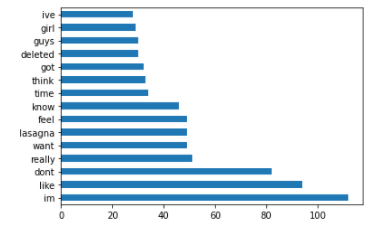 ive
girl
guys
deleted
got
think
time
know
feel
lasagna
want
really
dont
like
im
0 20 40 60 80 100